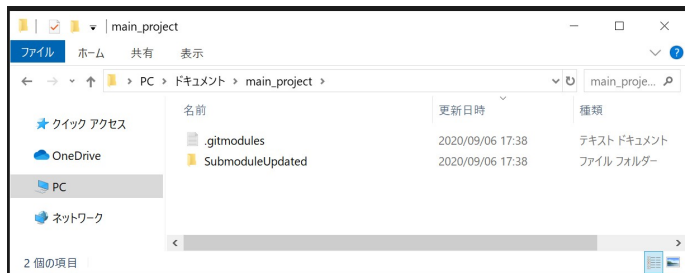 main_project
ファイル ホーム 共有 表示
PC ドキュメント main_project main_proje...
名前 更新日時 種類
クイック アクセス
OneDrive
PC
ネットワーク
.gitmodules 2020/09/06 17:38 テキスト ドキュメント
SubmoduleUpdated 2020/09/06 17:38 ファイル フォルダー
2 個の項目